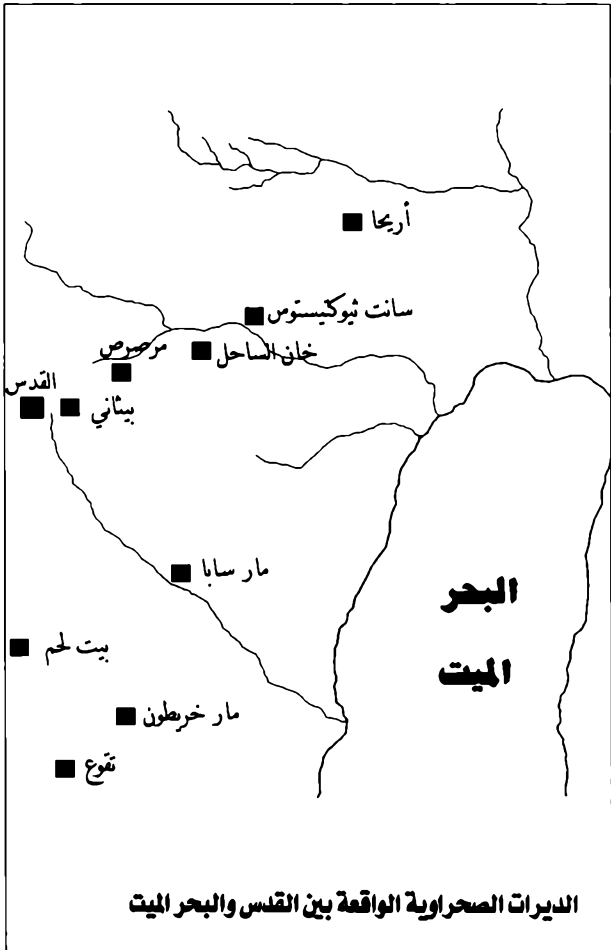 أريحا
سانت ثيوكتيستوس
مرصرص
خان الساحل
القدس
بيثاني
مار سابا
البحر
الميت
بيت لحم
مار خريطون
تقوع
الديرات الصحراوية الواقعة بين القدس والبحر الميت